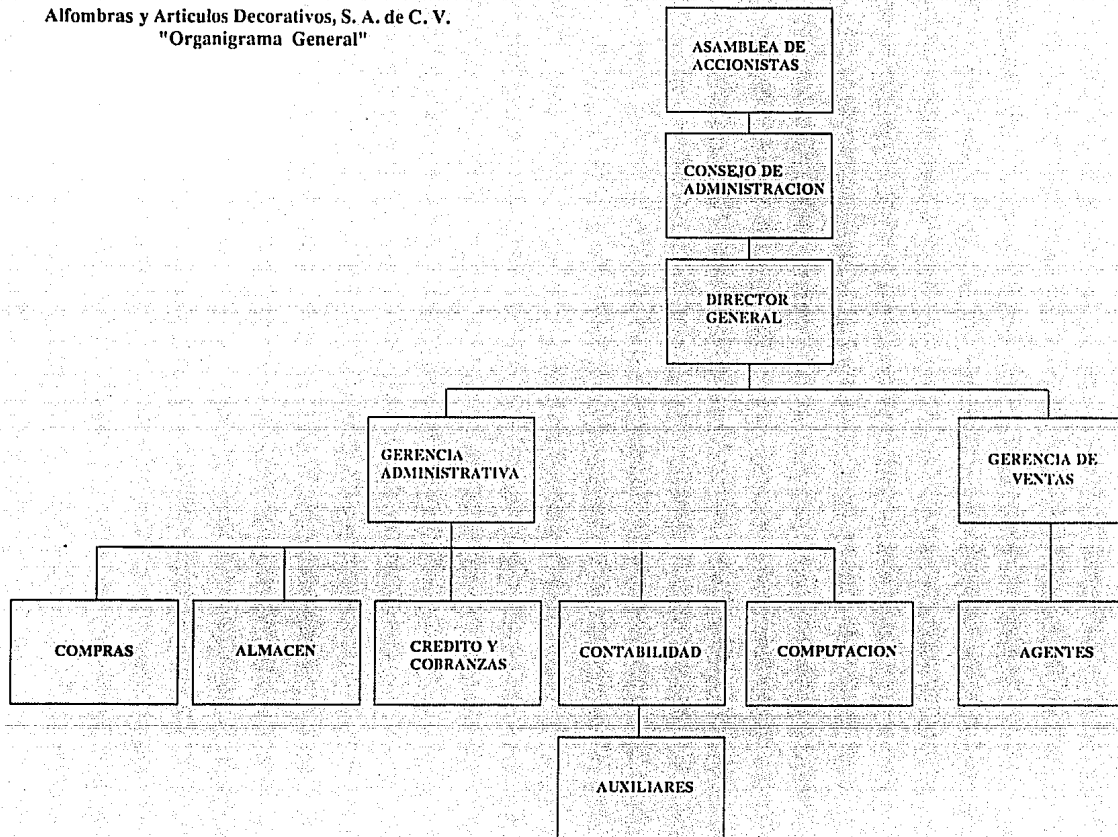 Alfombras y Articulos Decorativos, S. A. de C. V.
"Organigrama General"
ASAMBLEA DE
ACCIONISTAS
CONSEJO DE
ADMINISTRACION
DIRECTOR
GENERAL
GERENCIA
ADMINISTRATIVA
GERENCIA DE
VENTAS
COMPRAS
ALMACEN
CREDITO Y
COBRANZAS
CONTABILIDAD
COMPUTACION
AGENTES
AUXILIARES